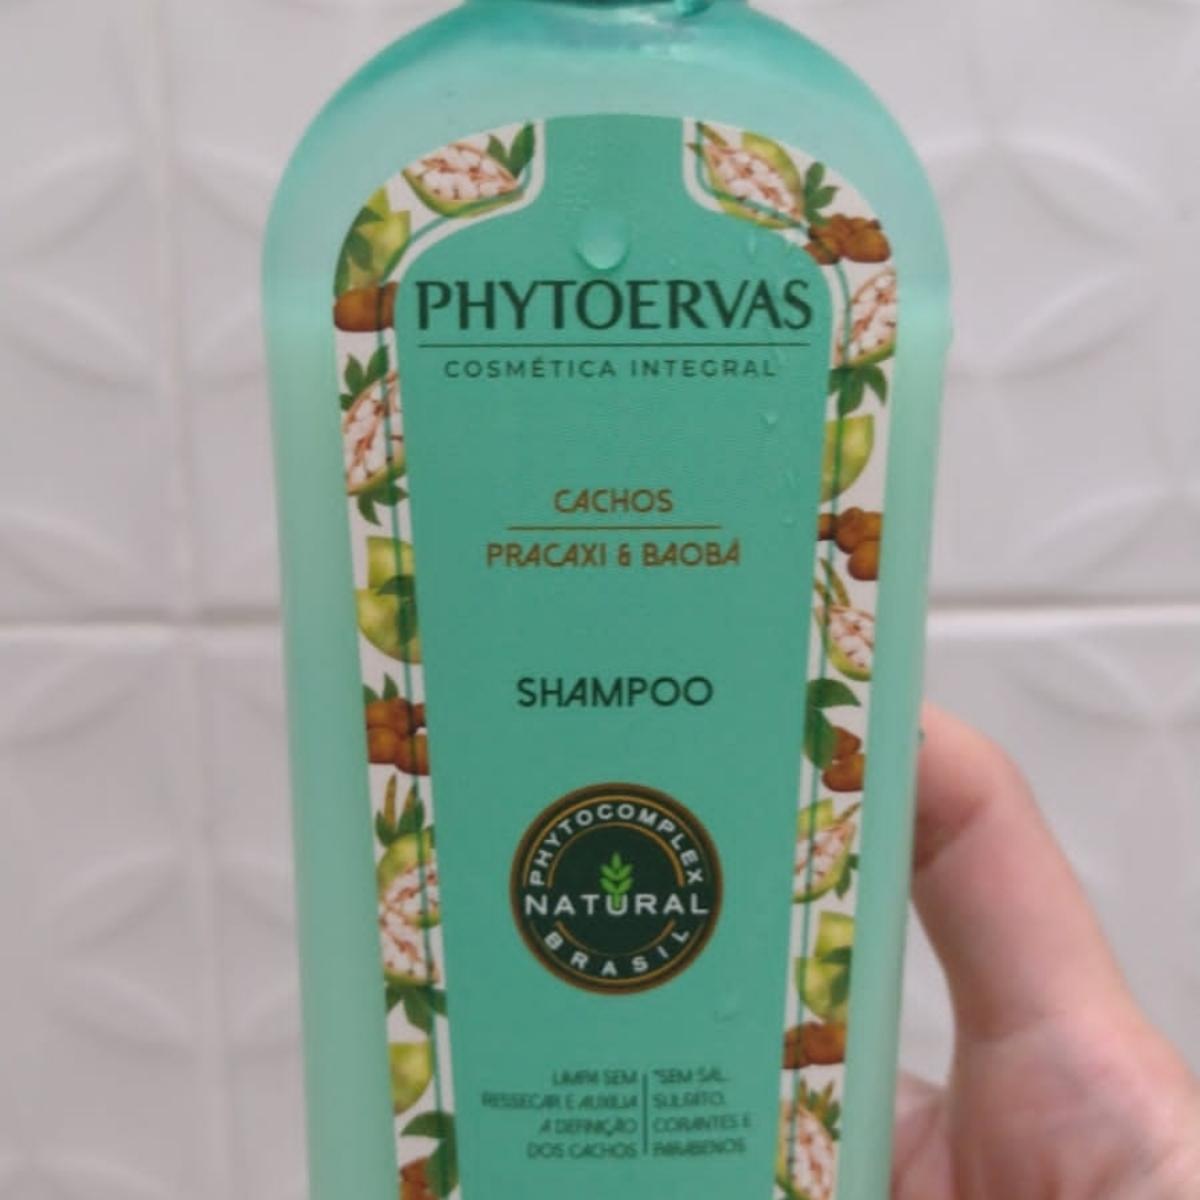 PHYTOERVAS
COSMÉTICA INTEGRAL
CACHOS
PRACAXI & BAOBÁ
SHAMPOO
PHYTOCOMPLEX
NATURAL
BRASIL
LIMPA SEM
RESSECAR E AUXILIA
A DEFINIÇÃO
DOS CACHOS
*SEM SAL,
SULFATO,
CORANTES E
PARABENOS